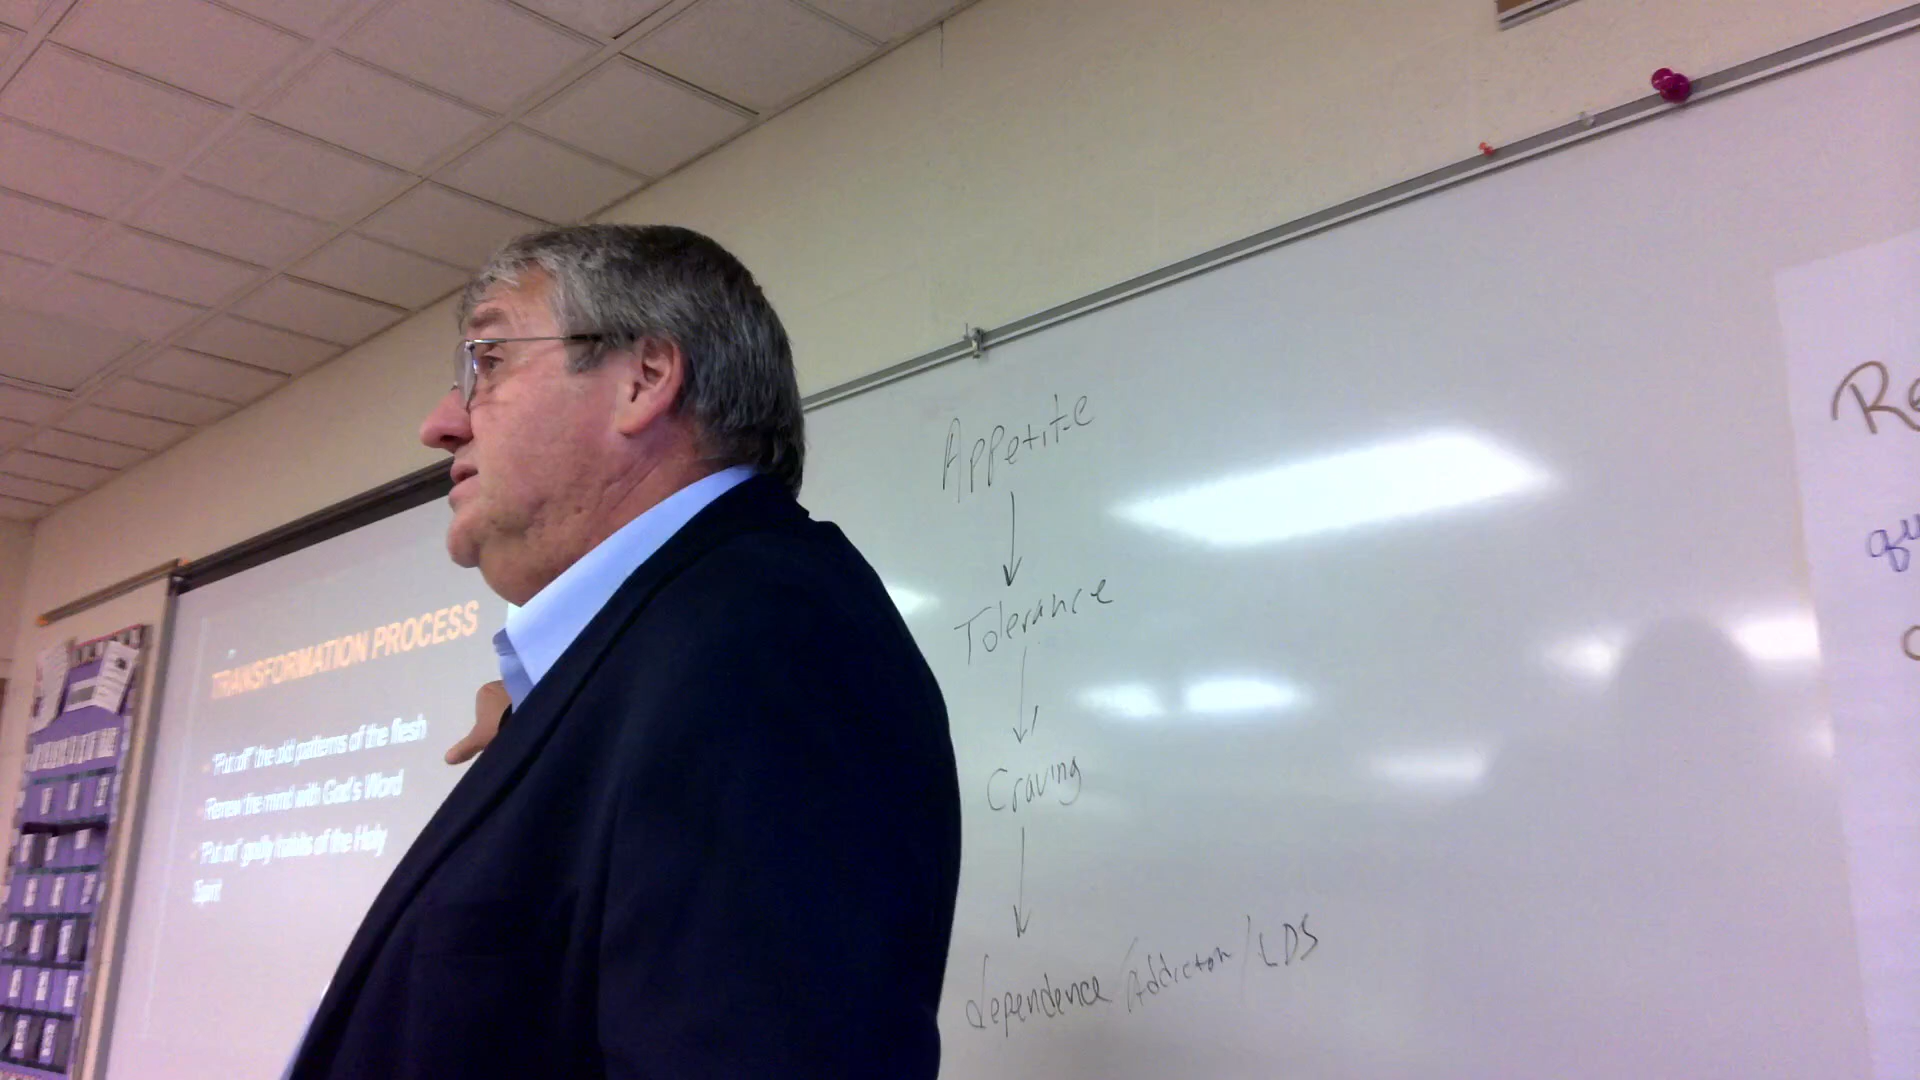 TRANSFORMATION PROCESS
"Put off" the old patterns of the flesh
Renew the mind with God's Word
"Put on" godly habits of the Holy
Spirit
Appetite
Tolerance
Craving
dependence/Addiction/LDS